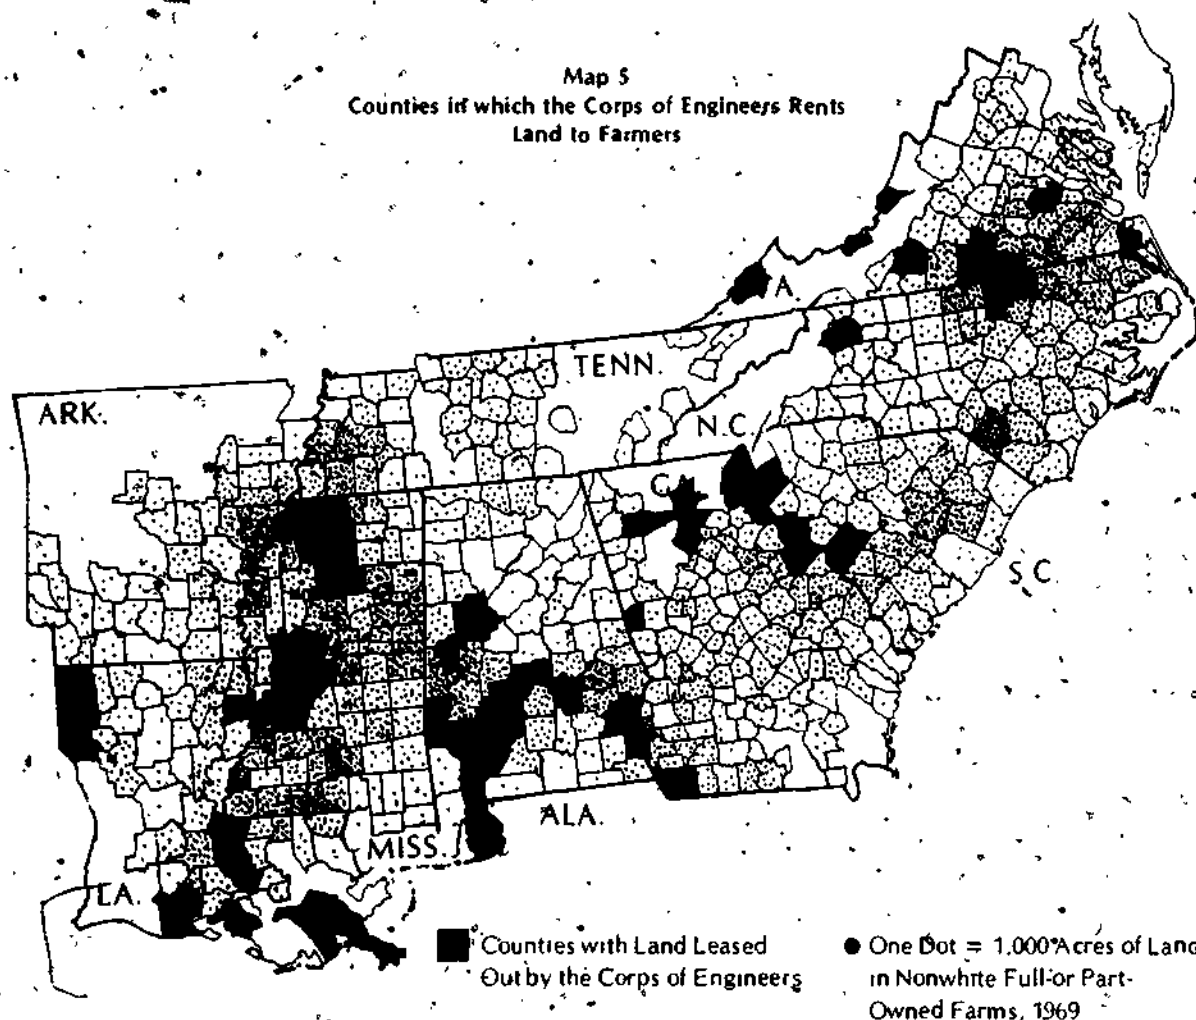 Map 5
Counties in which the Corps of Engineers Rents
Land to Farmers
A.
TENN.
ARK.
N.C.
GA.
S.C.
ALA.
MISS.
LA.
Counties with Land Leased
Out by the Corps of Engineers
One Dot = 1,000 Acres of Land
in Nonwhite Full-or Part-
Owned Farms, 1969